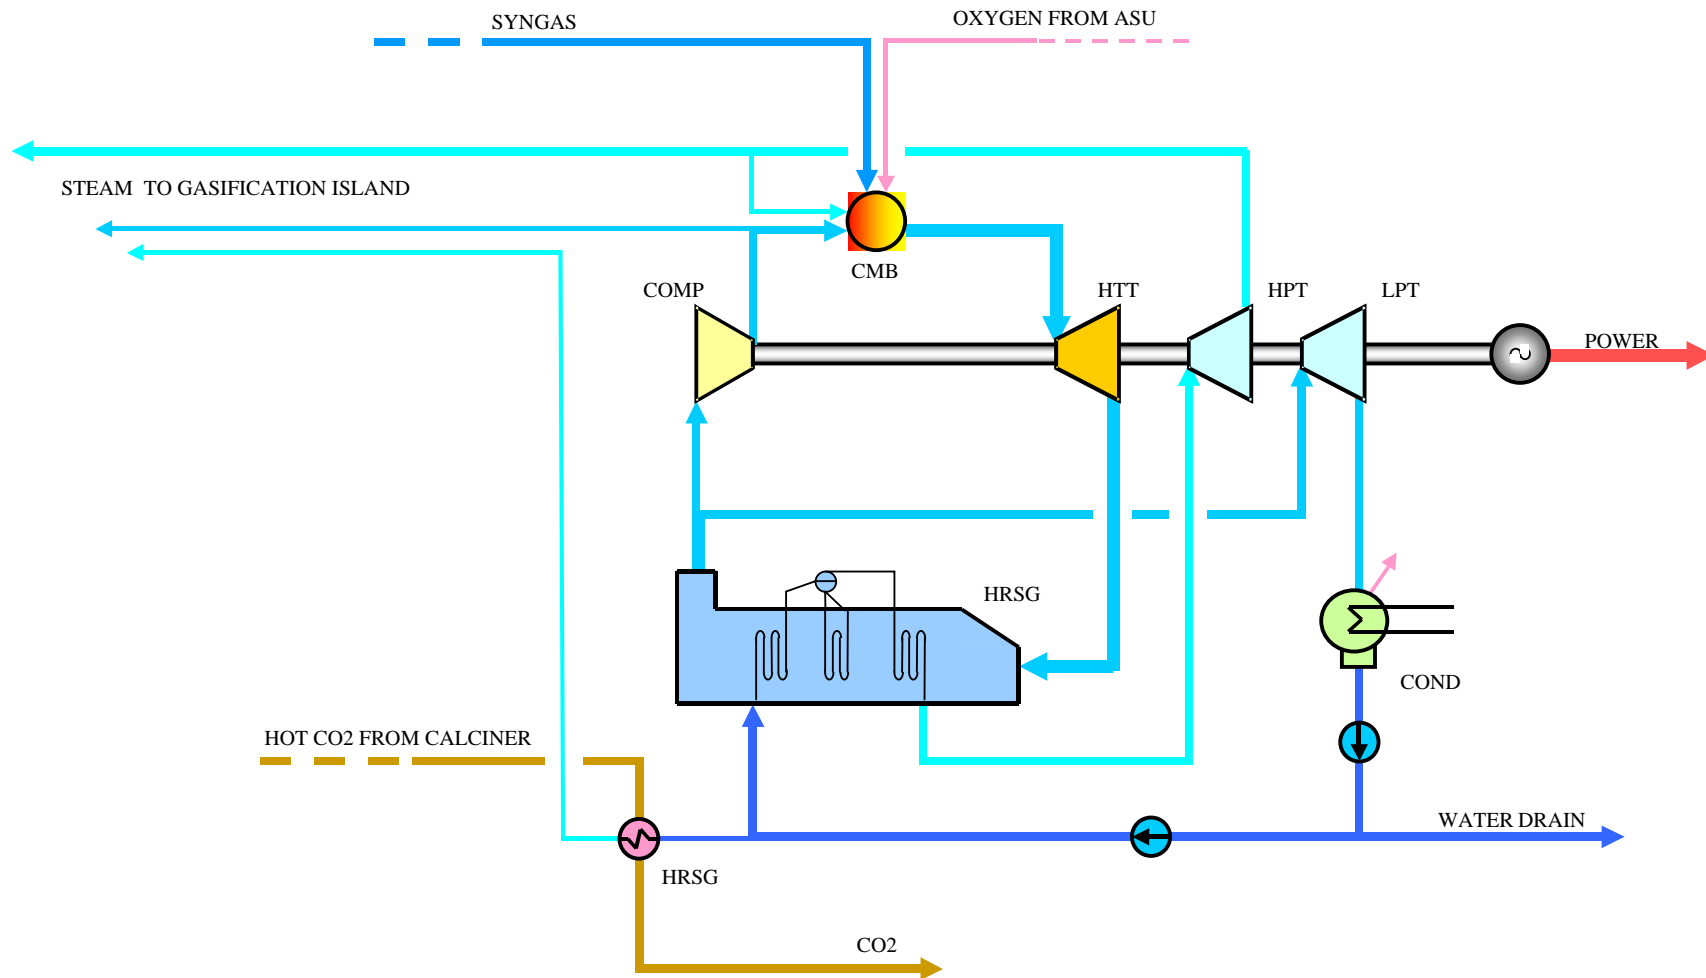 SYNGAS
OXYGEN FROM ASU
STEAM TO GASIFICATION ISLAND
CMB
COMP
HTT
HPT
LPT
POWER
HRSG
COND
HOT CO2 FROM CALCINER
WATER DRAIN
HRSG
CO2